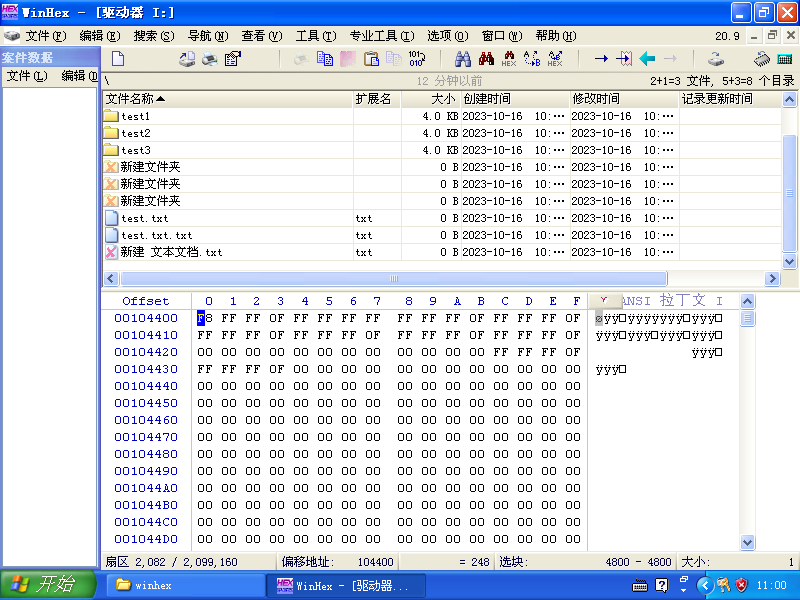 WinHex - [驱动器 I:]
文件(F) 编辑(E) 搜索(S) 导航(N) 查看(V) 工具(T) 专业工具(I) 选项(O) 窗口(W) 帮助(H) 20.9
案件数据
文件(L) 编辑(D
12 分钟以前
\ 2+1=3 文件, 5+3=8 个目录
文件名称 扩展名 大小 创建时间 修改时间 记录更新时间
test1 4.0 KB 2023-10-16 10:... 2023-10-16 10:...
test2 4.0 KB 2023-10-16 10:... 2023-10-16 10:...
test3 4.0 KB 2023-10-16 10:... 2023-10-16 10:...
新建文件夹 0 B 2023-10-16 10:... 2023-10-16 10:...
新建文件夹 0 B 2023-10-16 10:... 2023-10-16 10:...
新建文件夹 0 B 2023-10-16 10:... 2023-10-16 10:...
test.txt txt 0 B 2023-10-16 10:... 2023-10-16 10:...
test.txt.txt txt 0 B 2023-10-16 10:... 2023-10-16 10:...
新建 文本文档.txt txt 0 B 2023-10-16 10:... 2023-10-16 10:...
Offset 0 1 2 3 4 5 6 7 8 9 A B C D E F ANSI 拉丁文 I
00104400 F8 FF FF 0F FF FF FF FF FF FF FF 0F FF FF FF 0F øÿÿ□ÿÿÿÿÿÿÿ□ÿÿÿ□
00104410 FF FF FF 0F FF FF FF 0F FF FF FF 0F FF FF FF 0F ÿÿÿ□ÿÿÿ□ÿÿÿ□ÿÿÿ□
00104420 00 00 00 00 00 00 00 00 00 00 00 00 FF FF FF 0F ÿÿÿ□
00104430 FF FF FF 0F 00 00 00 00 00 00 00 00 00 00 00 00 ÿÿÿ□
00104440 00 00 00 00 00 00 00 00 00 00 00 00 00 00 00 00
00104450 00 00 00 00 00 00 00 00 00 00 00 00 00 00 00 00
00104460 00 00 00 00 00 00 00 00 00 00 00 00 00 00 00 00
00104470 00 00 00 00 00 00 00 00 00 00 00 00 00 00 00 00
00104480 00 00 00 00 00 00 00 00 00 00 00 00 00 00 00 00
00104490 00 00 00 00 00 00 00 00 00 00 00 00 00 00 00 00
001044A0 00 00 00 00 00 00 00 00 00 00 00 00 00 00 00 00
001044B0 00 00 00 00 00 00 00 00 00 00 00 00 00 00 00 00
001044C0 00 00 00 00 00 00 00 00 00 00 00 00 00 00 00 00
001044D0 00 00 00 00 00 00 00 00 00 00 00 00 00 00 00 00
扇区 2,082 / 2,099,160 偏移地址: 104400 = 248 选块: 4800 - 4800 大小: 1
开始 winhex WinHex - [驱动器... 11:00